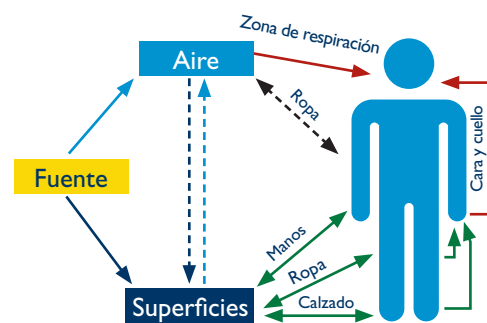 Zona de respiración
Aire
Ropa
Cara y cuello
Fuente
Manos
Ropa
Calzado
Superficies